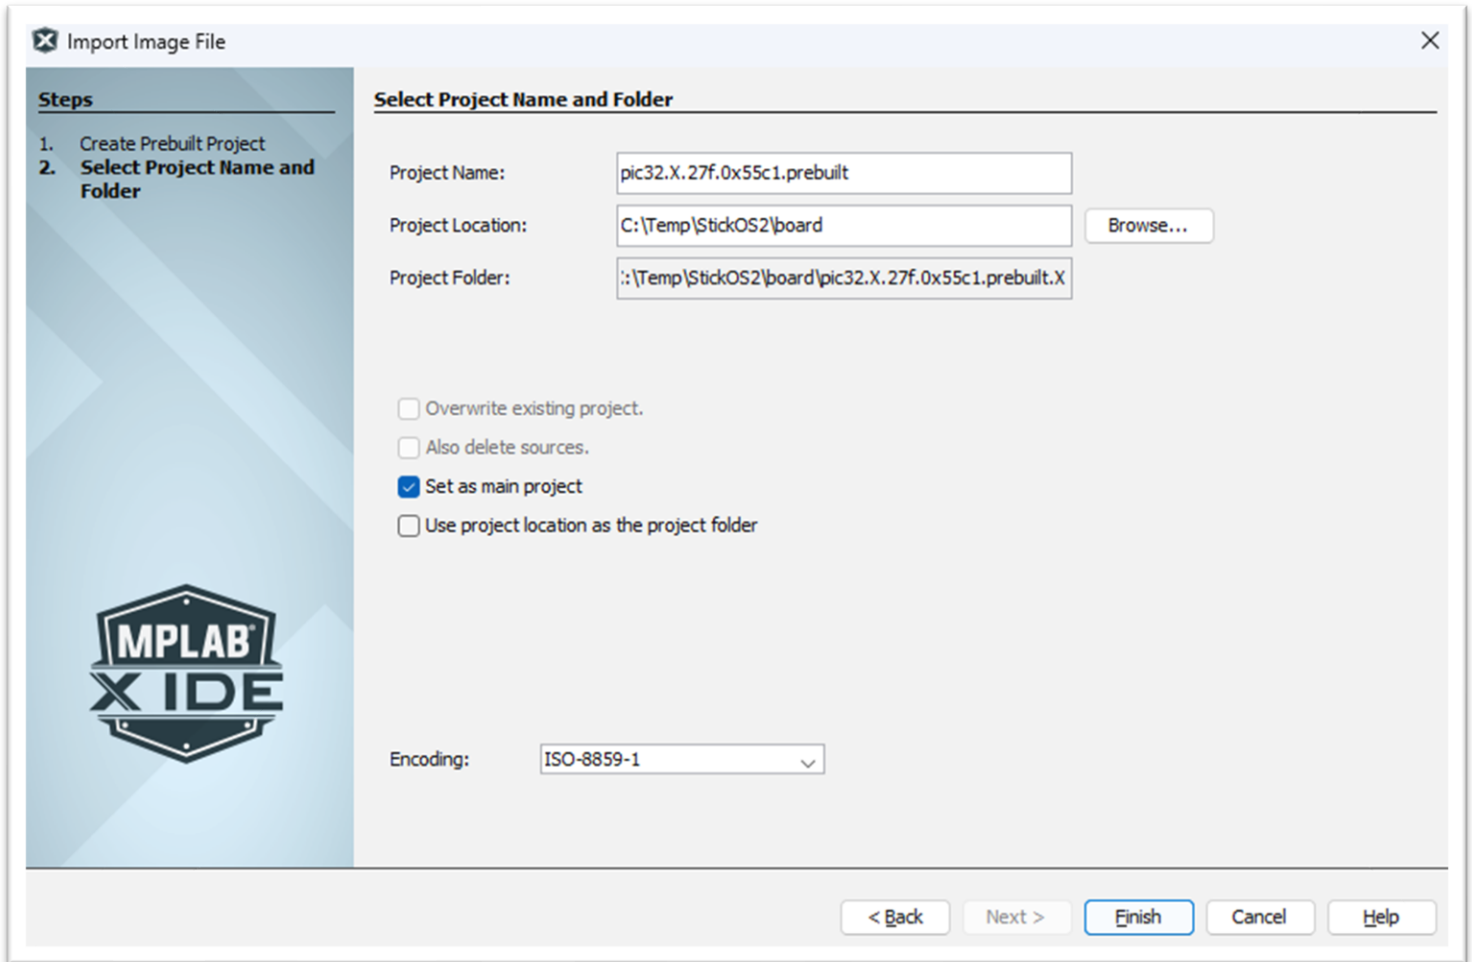 Import Image File
Steps
1. Create Prebuilt Project
2. Select Project Name and
Folder
MPLAB®
X IDE
Select Project Name and Folder
Project Name: pic32.X.27f.0x55c1.prebuilt
Project Location: C:\Temp\StickOS2\board Browse...
Project Folder: :\Temp\StickOS2\board\pic32.X.27f.0x55c1.prebuilt.X
Overwrite existing project.
Also delete sources.
Set as main project
Use project location as the project folder
Encoding: ISO-8859-1
< Back Next > Finish Cancel Help